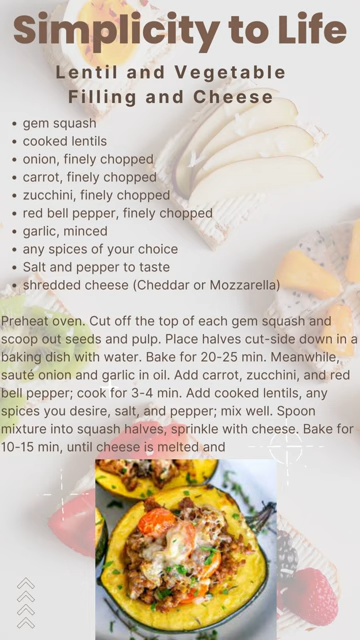 Simplicity to Life
Lentil and Vegetable
Filling and Cheese
• gem squash
• cooked lentils
• onion, finely chopped
• carrot, finely chopped
• zucchini, finely chopped
• red bell pepper, finely chopped
• garlic, minced
• any spices of your choice
• Salt and pepper to taste
• shredded cheese (Cheddar or Mozzarella)
Preheat oven. Cut off the top of each gem squash and
scoop out seeds and pulp. Place halves cut-side down in a
baking dish with water. Bake for 20-25 min. Meanwhile,
sauté onion and garlic in oil. Add carrot, zucchini, and red
bell pepper; cook for 3-4 min. Add cooked lentils, any
spices you desire, salt, and pepper; mix well. Spoon
mixture into squash halves, sprinkle with cheese. Bake for
10-15 min, until cheese is melted and